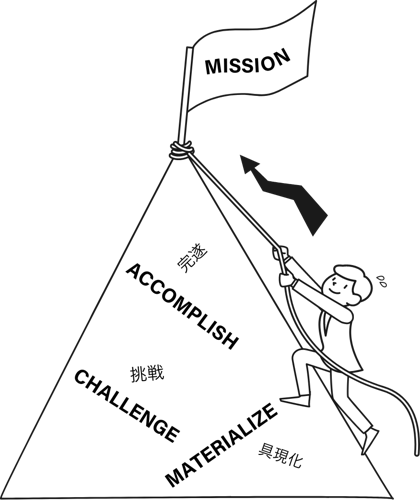 MISSION
完遂
ACCOMPLISH
挑戦
CHALLENGE
MATERIALIZE
具現化